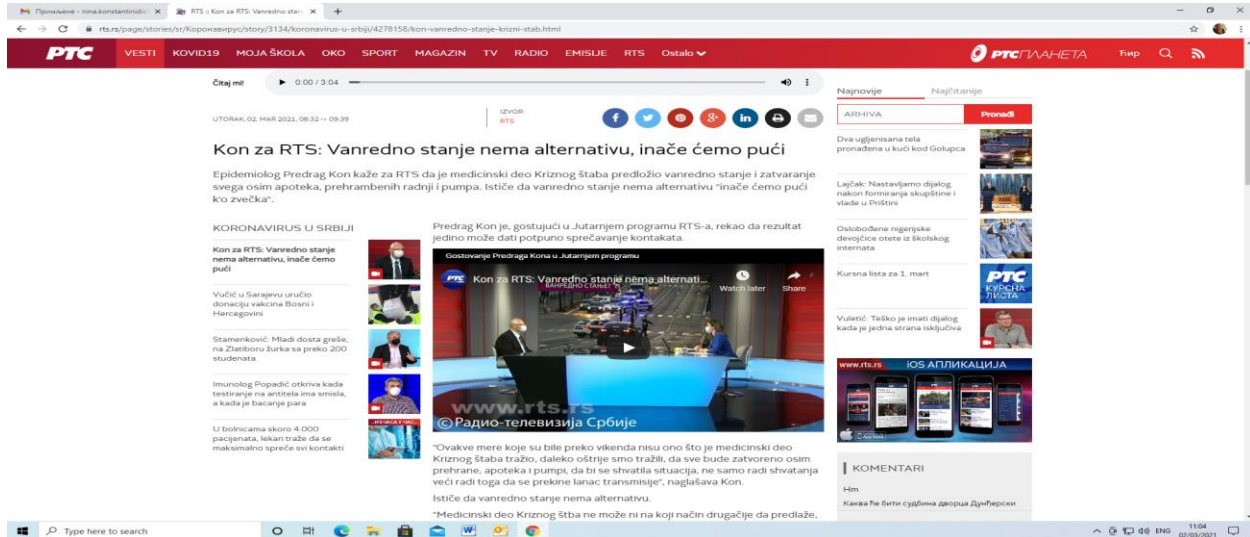 Примљене - nina.konstantinidic
RTS :: Kon za RTS: Vanredno stanj
rts.rs/page/stories/sr/Коронавирус/story/3134/koronavirus-u-srbiji/4278158/kon-vanredno-stanje-krizni-stab.html
РТС VESTI KOVID19 MOJA ŠKOLA OKO SPORT MAGAZIN TV RADIO EMISIJE RTS Ostalo РТС ПЛАНЕТА Ћир
Čitaj mi!
0:00 / 3:04
UTORAK, 02. MAR 2021, 08:32 -> 09:39
IZVOR:
RTS
Kon za RTS: Vanredno stanje nema alternativu, inače ćemo pući
Epidemiolog Predrag Kon kaže za RTS da je medicinski deo Kriznog štaba predložio vanredno stanje i zatvaranje
svega osim apoteka, prehrambenih radnji i pumpa. Ističe da vanredno stanje nema alternativu "inače ćemo pući
k'o zvečka".
KORONAVIRUS U SRBIJI
Kon za RTS: Vanredno stanje
nema alternativu, inače ćemo
pući
Vučić u Sarajevu uručio
donaciju vakcina Bosni i
Hercegovini
Stamenković: Mladi dosta greše,
na Zlatiboru žurka sa preko 200
studenata
Imunolog Popadić otkriva kada
testiranje na antitela ima smisla,
a kada je bacanje para
U bolnicama skoro 4.000
pacijenata, lekari traže da se
maksimalno spreče svi kontakti
Predrag Kon je, gostujući u Jutarnjem programu RTS-a, rekao da rezultat
jedino može dati potpuno sprečavanje kontakata.
Gostovanje Predraga Kona u Jutarnjem programu
РТС Kon za RTS: Vanredno stanje nema alternati...
Watch later Share
ВАНРЕДНО СТАЊЕ?
www.rts.rs
©Радио-телевизија Србије
"Ovakve mere koje su bile preko vikenda nisu ono što je medicinski deo
Kriznog štaba tražio, daleko oštrije smo tražili, da sve bude zatvoreno osim
prehrane, apoteka i pumpi, da bi se shvatila situacija, ne samo radi shvatanja
veći radi toga da se prekine lanac transmisije", naglašava Kon.
Ističe da vanredno stanje nema alternativu.
"Medicinski deo Kriznog štba ne može ni na koji način drugačije da predlaže,
Najnovije Najčitanije
ARHIVA Pronađi
Dva ugljenisana tela
pronađena u kući kod Golupca
Lajčak: Nastavljamo dijalog
nakon formiranja skupštine i
vlade u Prištini
Oslobođene nigerijske
devojčice otete iz školskog
internata
Kursna lista za 1. mart
РТС
КУРСНА
ЛИСТА
Vuletić: Teško je imati dijalog
kada je jedna strana isključiva
www.rts.rs iOS АПЛИКАЦИЈА
App Store
KOMENTARI
Hm
Каква ће бити судбина дворца Дунђерски
Type here to search
ENG
11:04
02/03/2021